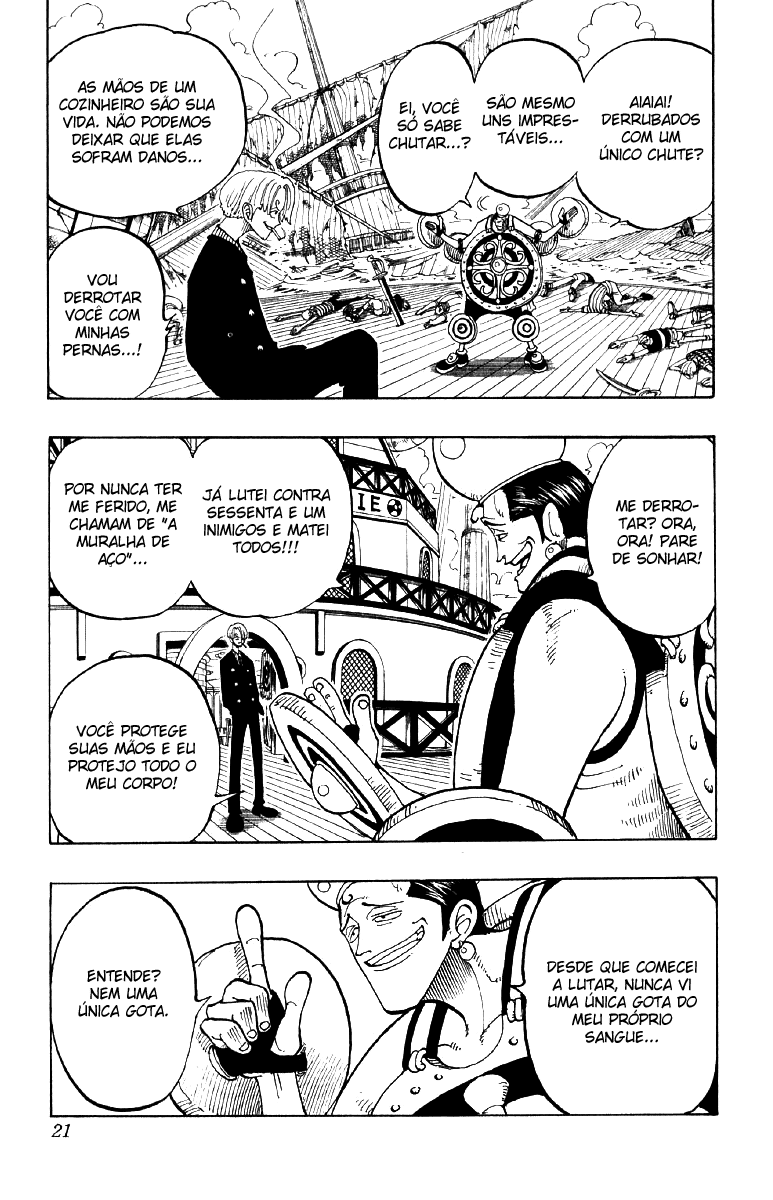 AIAIAI!
DERRUBADOS
COM UM
ÚNICO CHUTE?
SÃO MESMO
UNS IMPRES-
TÁVEIS...
EI, VOCÊ
SÓ SABE
CHUTAR...?
AS MÃOS DE UM
COZINHEIRO SÃO SUA
VIDA. NÃO PODEMOS
DEIXAR QUE ELAS
SOFRAM DANOS...
VOU
DERROTAR
VOCÊ COM
MINHAS
PERNAS...!
ME DERRO-
TAR? ORA,
ORA! PARE
DE SONHAR!
JÁ LUTEI CONTRA
SESSENTA E UM
INIMIGOS E MATEI
TODOS!!!
POR NUNCA TER
ME FERIDO, ME
CHAMAM DE "A
MURALHA DE
AÇO"...
IE
VOCÊ PROTEGE
SUAS MÃOS E EU
PROTEJO TODO O
MEU CORPO!
DESDE QUE COMECEI
A LUTAR, NUNCA VI
UMA ÚNICA GOTA DO
MEU PRÓPRIO
SANGUE...
ENTENDE?
NEM UMA
ÚNICA GOTA.
21